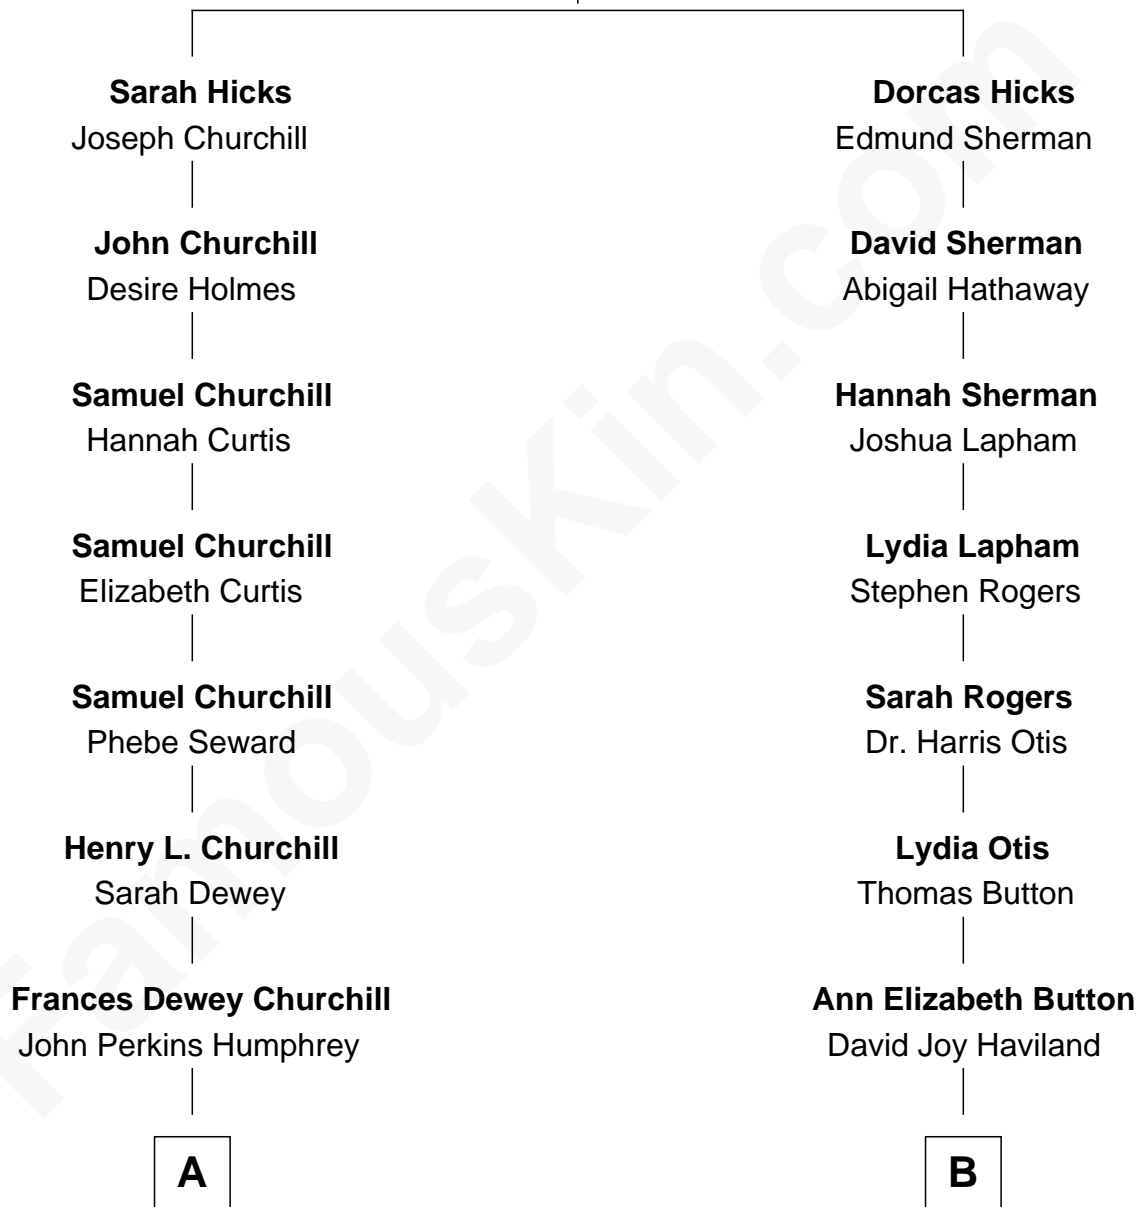 Sarah Hicks
Joseph Churchill
John Churchill
Desire Holmes
Samuel Churchill
Hannah Curtis
Samuel Churchill
Elizabeth Curtis
Samuel Churchill
Phebe Seward
Henry L. Churchill
Sarah Dewey
Frances Dewey Churchill
John Perkins Humphrey
A
Dorcas Hicks
Edmund Sherman
David Sherman
Abigail Hathaway
Hannah Sherman
Joshua Lapham
Lydia Lapham
Stephen Rogers
Sarah Rogers
Dr. Harris Otis
Lydia Otis
Thomas Button
Ann Elizabeth Button
David Joy Haviland
B
FamousKin.com